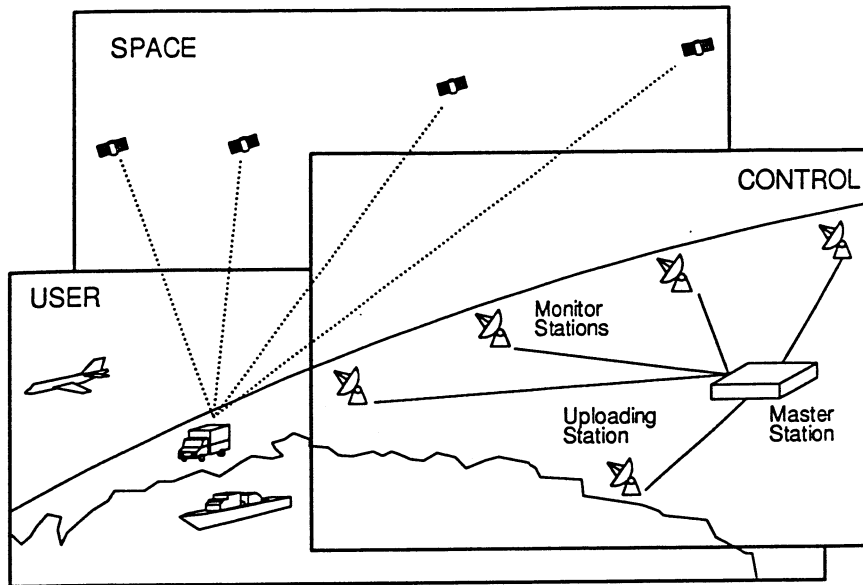 SPACE
CONTROL
USER
Monitor
Stations
Uploading
Station
Master
Station